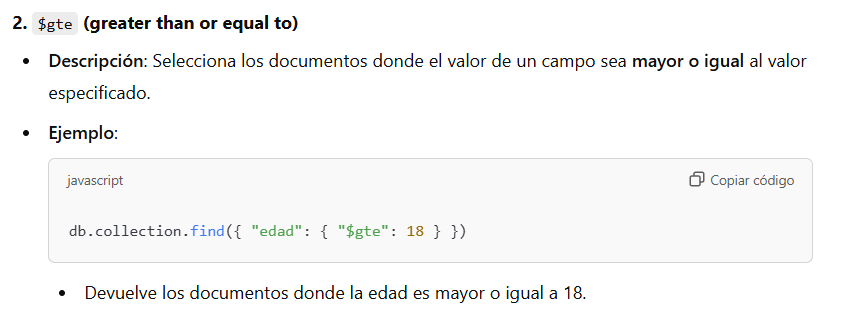 2. $gte (greater than or equal to)
• Descripción: Selecciona los documentos donde el valor de un campo sea mayor o igual al valor
especificado.
• Ejemplo:
javascript
Copiar código
db.collection.find({ "edad": { "$gte": 18 } })
• Devuelve los documentos donde la edad es mayor o igual a 18.